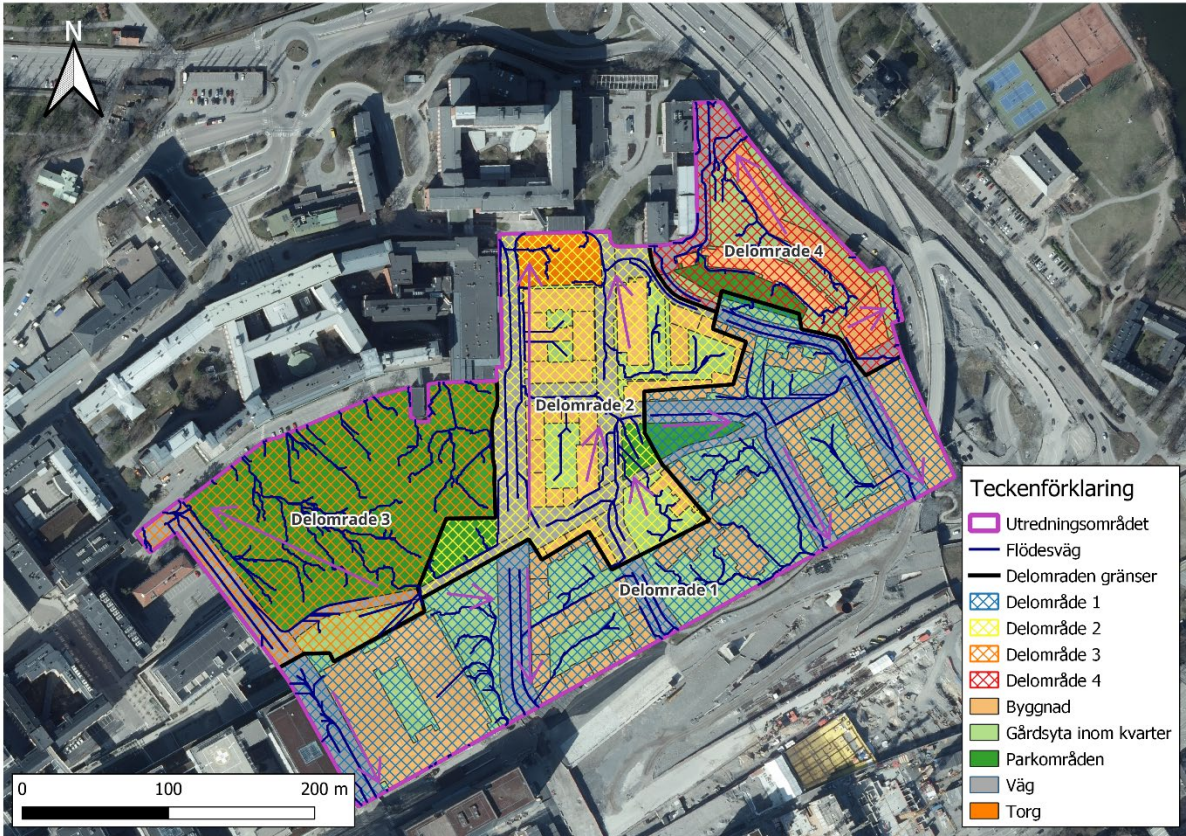 N
Delomrade 4
Delomrade 2
Delomrade 3
Delomrade 1
Teckenförklaring
Utredningsområdet
Flödesväg
Delomraden gränser
Delområde 1
Delområde 2
Delområde 3
Delområde 4
Byggnad
Gårdsyta inom kvarter
Parkområden
Väg
Torg
0 100 200 m